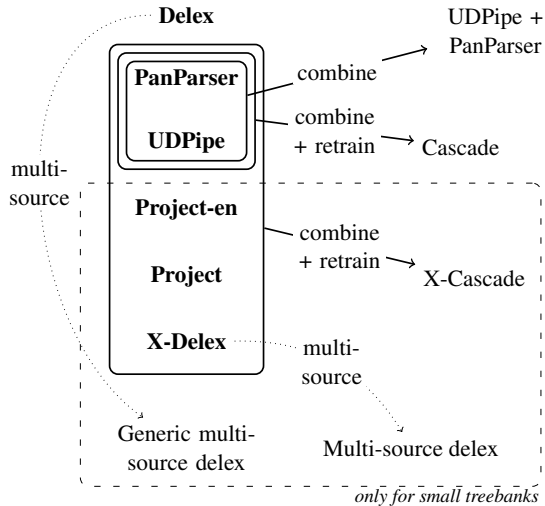 Delex
UDPipe +
PanParser
PanParser
combine
UDPipe
combine
+ retrain
Cascade
multi-
source
Project-en
combine
+ retrain
Project
X-Cascade
X-Delex
multi-
source
Generic multi-
source delex
Multi-source delex
only for small treebanks